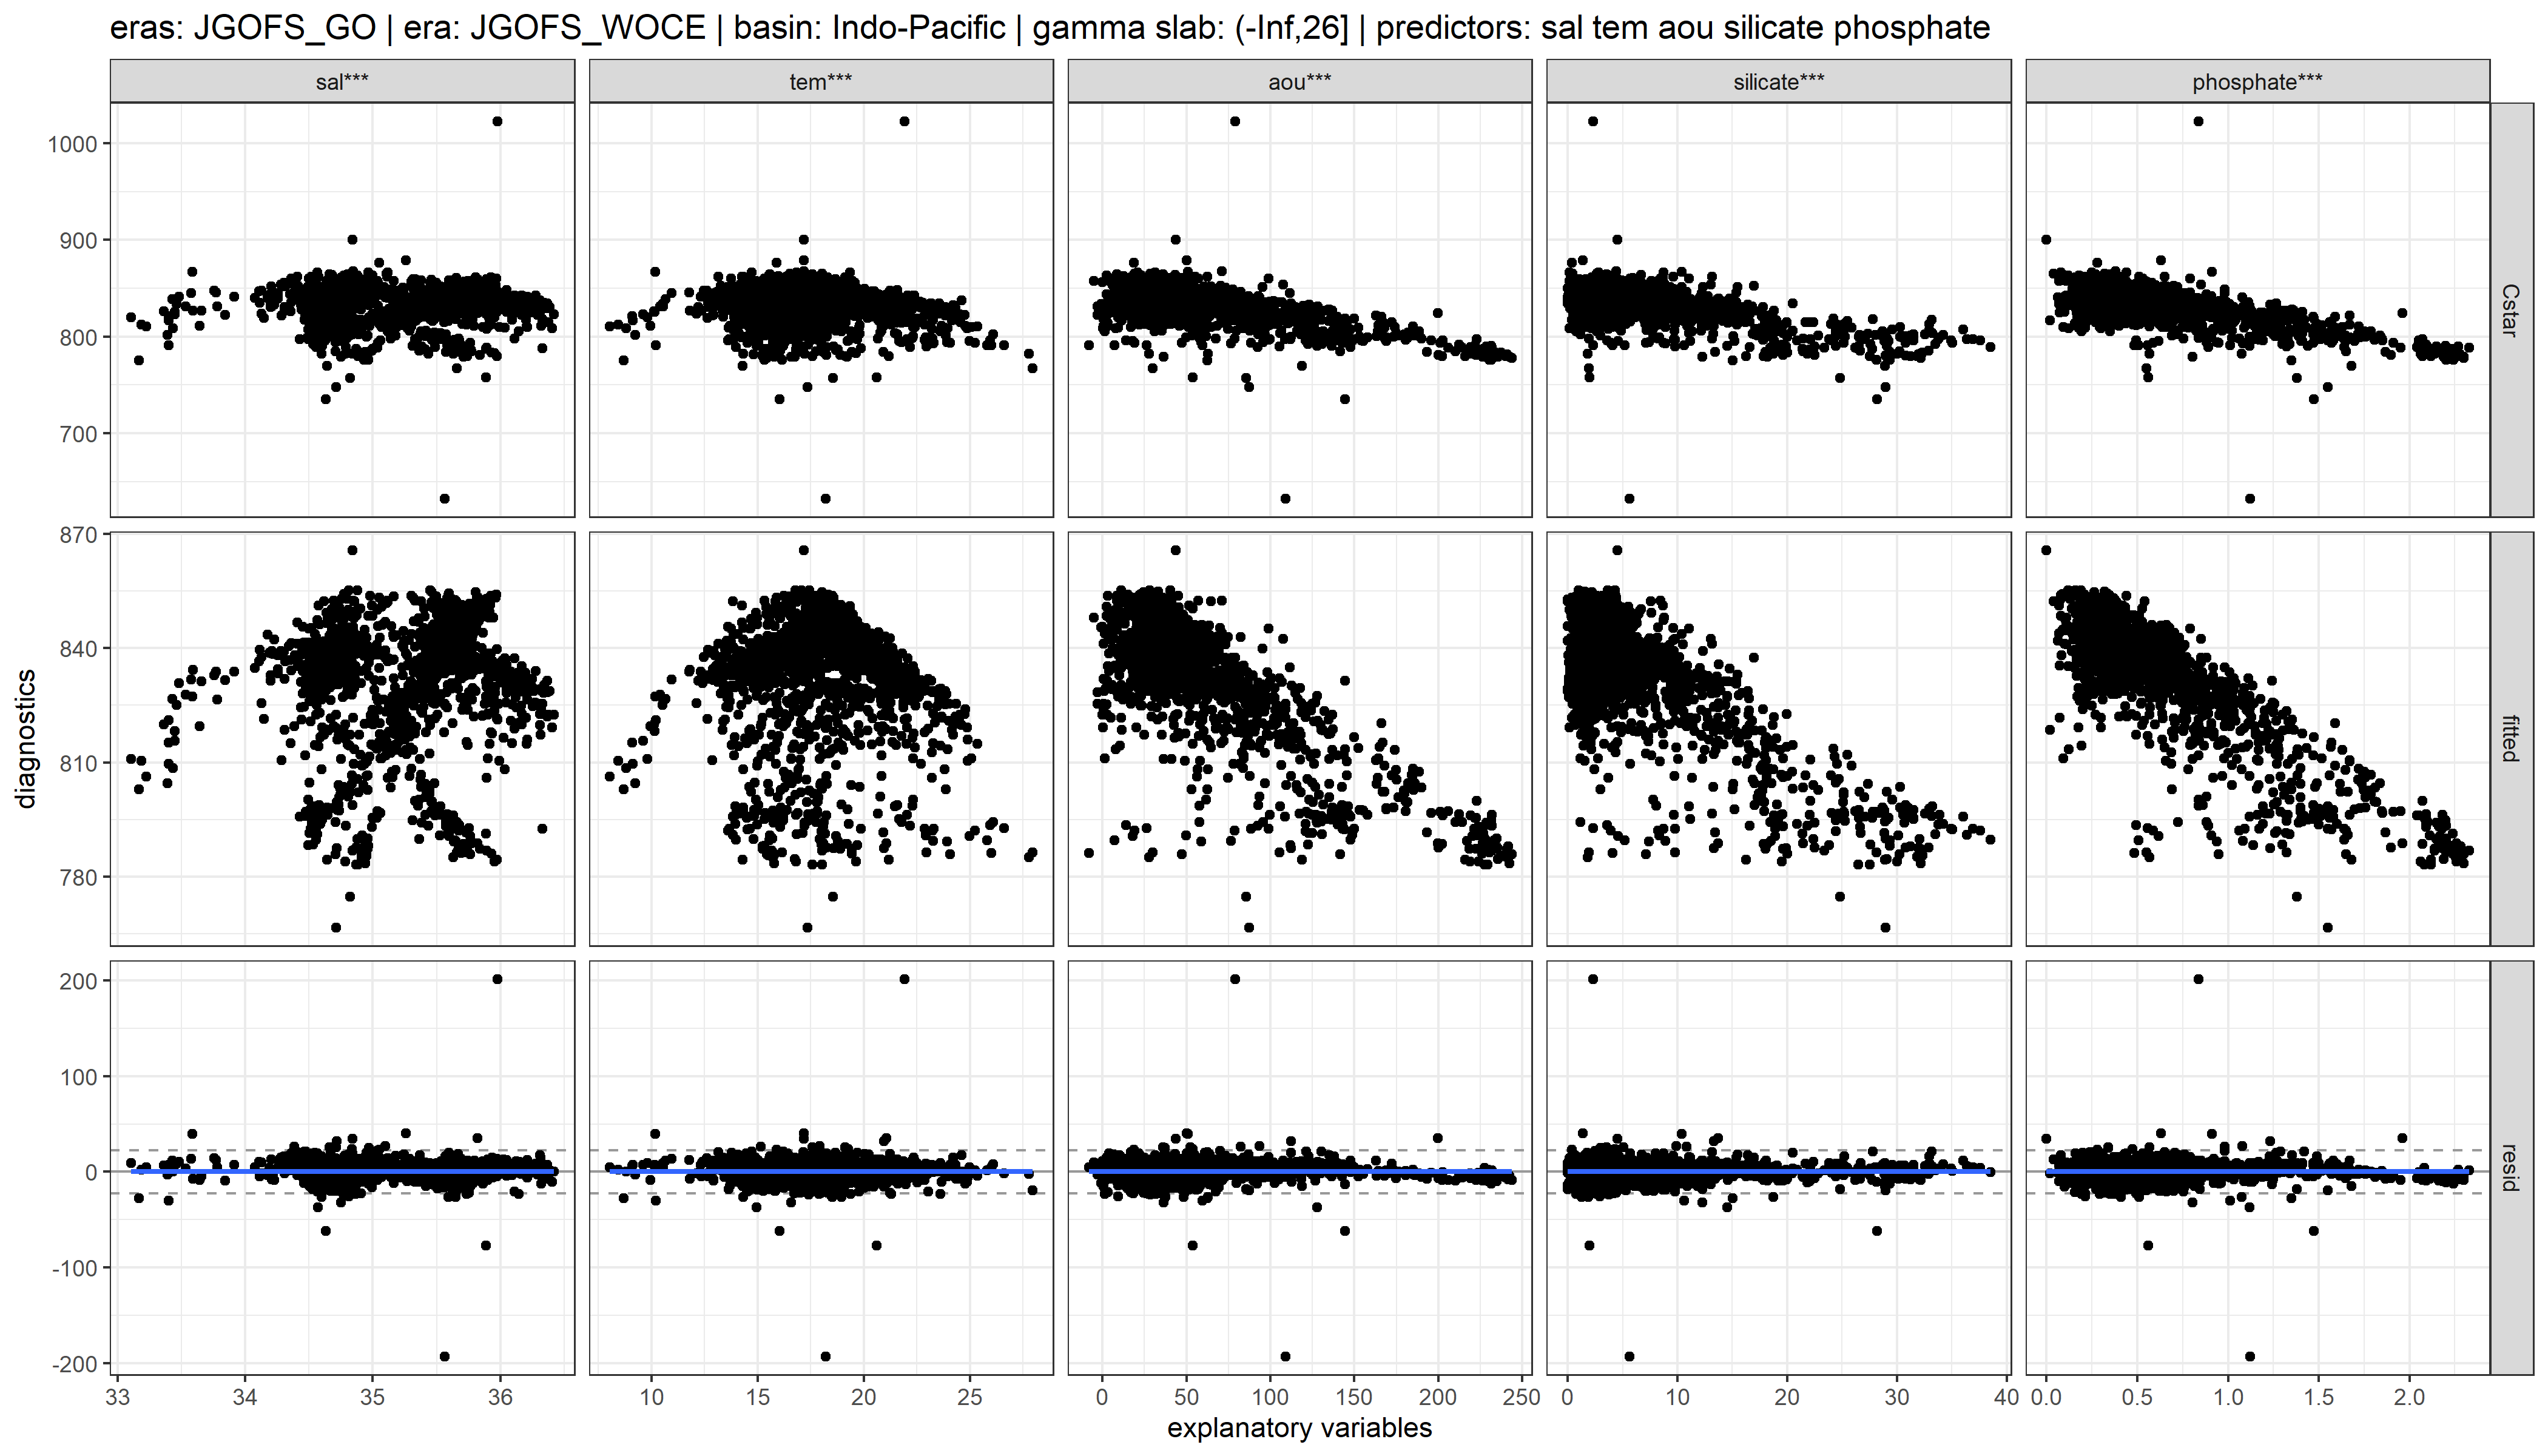 eras: JGOFS_GO | era: JGOFS_WOCE | basin: Indo-Pacific | gamma slab: (-Inf,26] | predictors: sal tem aou silicate phosphate
sal*** tem*** aou*** silicate*** phosphate***
1000
900
800
700
Cstar
870
840
810
780
fitted
200
100
0
-100
-200
resid
diagnostics
33 34 35 36 10 15 20 25 0 50 100 150 200 250 0 10 20 30 40 0.0 0.5 1.0 1.5 2.0
explanatory variables